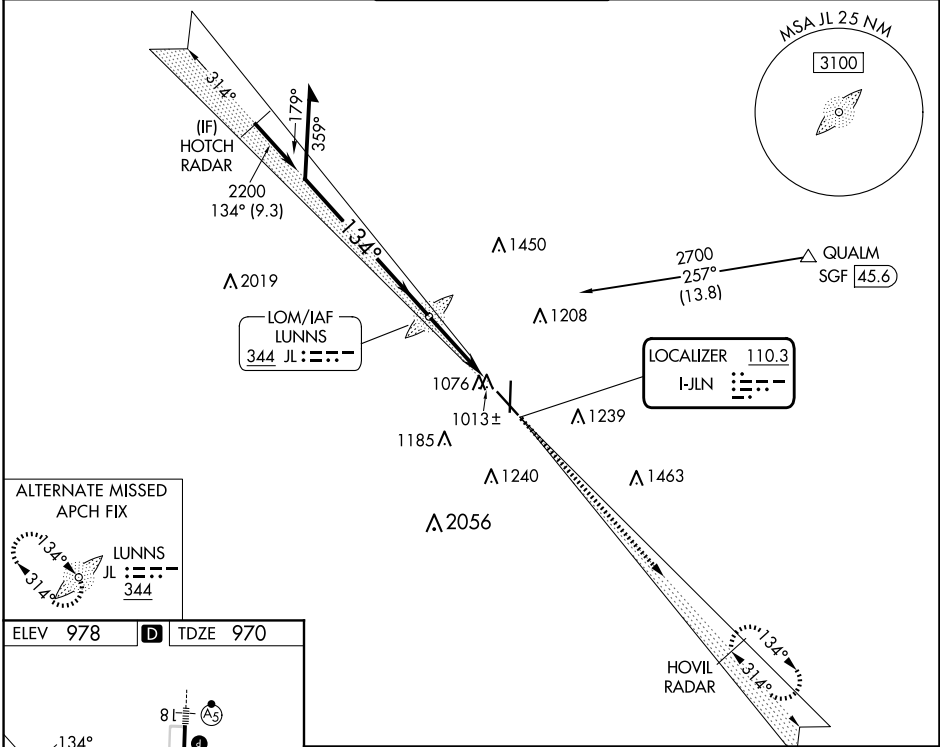 MSA JL 25 NM
3100
314°
179°
359°
(IF)
HOTCH
RADAR
2200
134° (9.3)
134°
1450
2700
257°
(13.8)
QUALM
SGF 45.6
2019
1208
LOM/IAF
LUNNS
344 JL
LOCALIZER 110.3
I-JLN
1076
1013±
1239
1185
1240
1463
2056
ALTERNATE MISSED
APCH FIX
134°
314°
LUNNS
JL
344
HOVIL
RADAR
134°
314°
ELEV 978 D TDZE 970
18
A5
134°